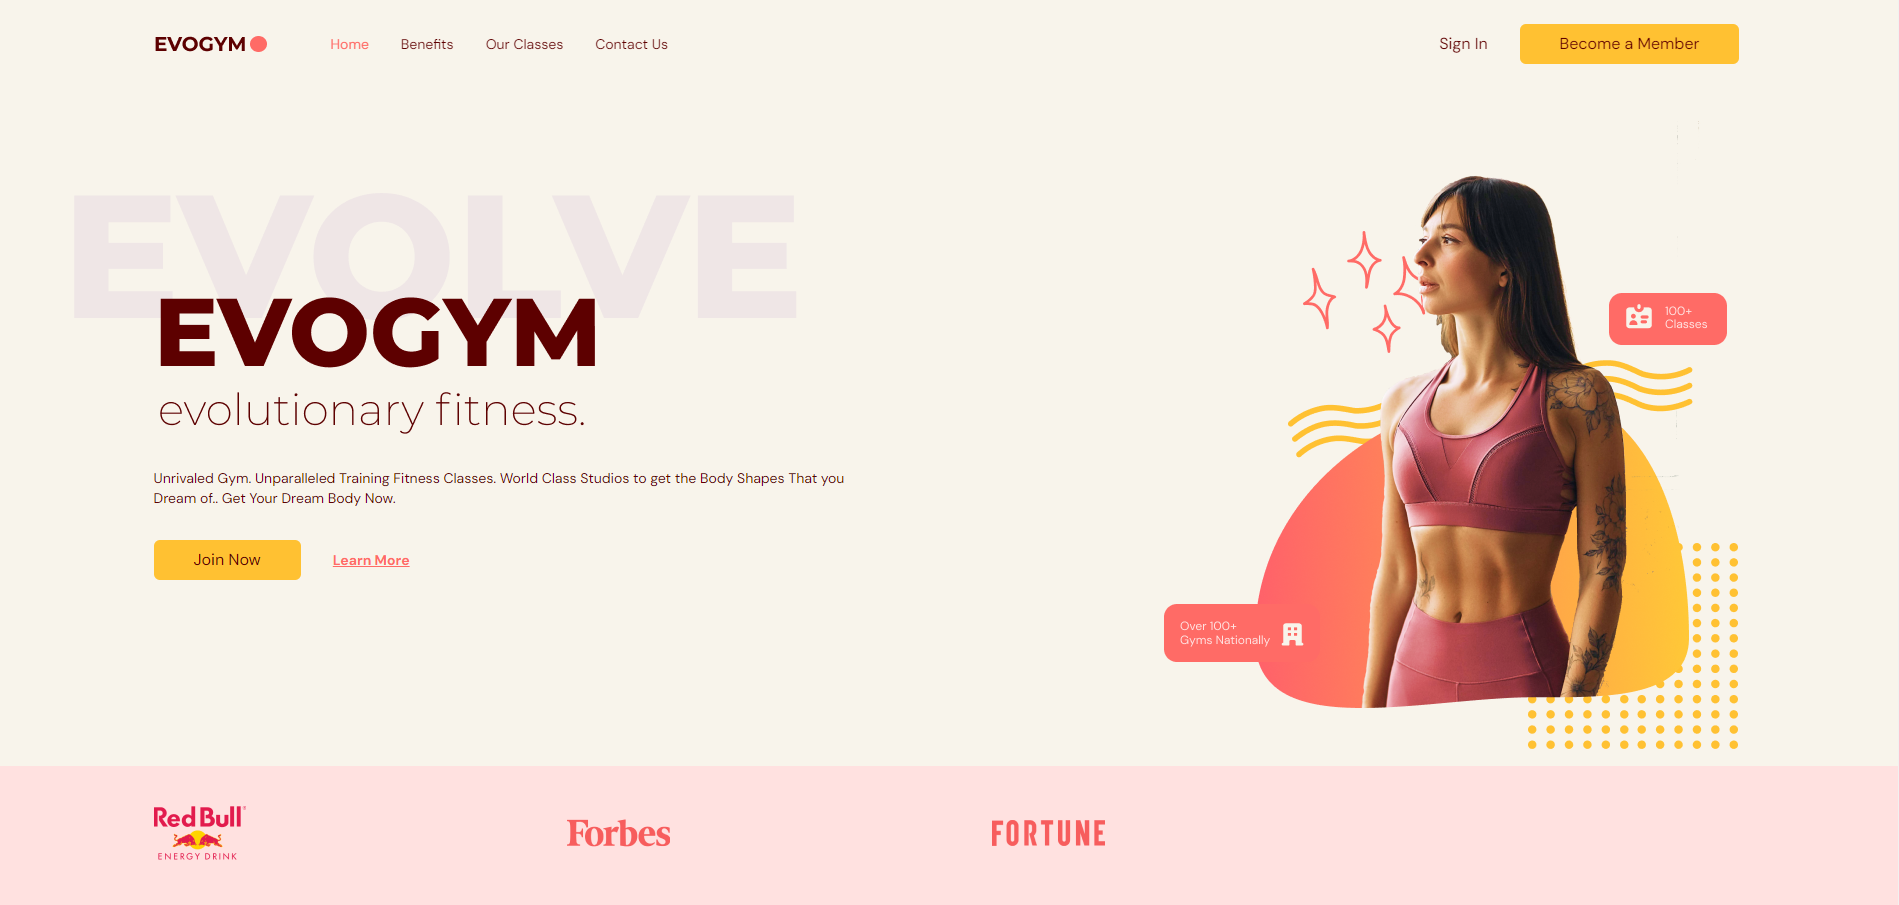 EVOGYM
Home
Benefits
Our Classes
Contact Us
Sign In
Become a Member
EVOLVE
EVOGYM
evolutionary fitness.
Unrivaled Gym. Unparalleled Training Fitness Classes. World Class Studios to get the Body Shapes That you
Dream of.. Get Your Dream Body Now.
Join Now
Learn More
100+
Classes
Over 100+
Gyms Nationally
Red Bull
ENERGY DRINK
Forbes
FORTUNE